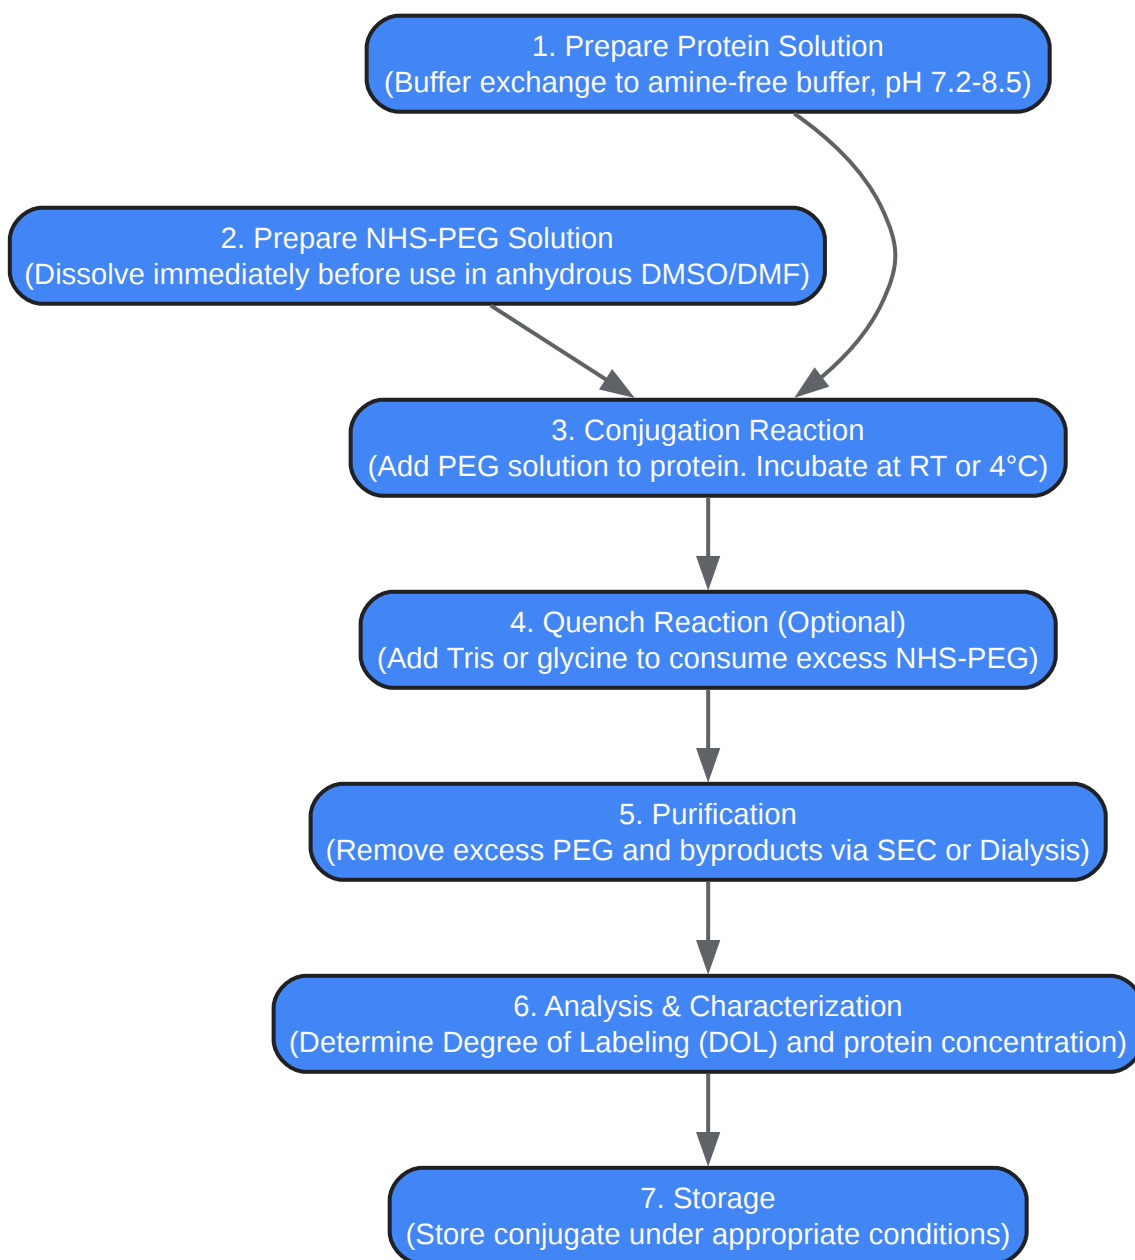 1. Prepare Protein Solution
(Buffer exchange to amine-free buffer, pH 7.2-8.5)
2. Prepare NHS-PEG Solution
(Dissolve immediately before use in anhydrous DMSO/DMF)
3. Conjugation Reaction
(Add PEG solution to protein. Incubate at RT or 4°C)
4. Quench Reaction (Optional)
(Add Tris or glycine to consume excess NHS-PEG)
5. Purification
(Remove excess PEG and byproducts via SEC or Dialysis)
6. Analysis & Characterization
(Determine Degree of Labeling (DOL) and protein concentration)
7. Storage
(Store conjugate under appropriate conditions)